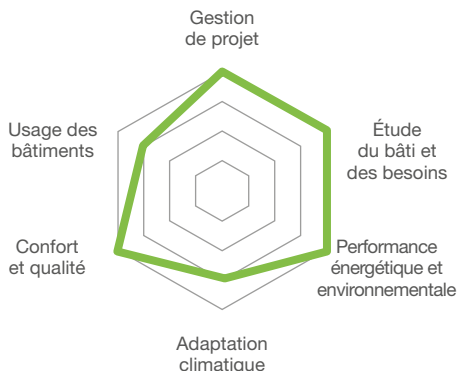 Gestion
de projet
Étude
du bâti et
des besoins
Performance
énergétique et
environnementale
Adaptation
climatique
Confort
et qualité
Usage des
bâtiments